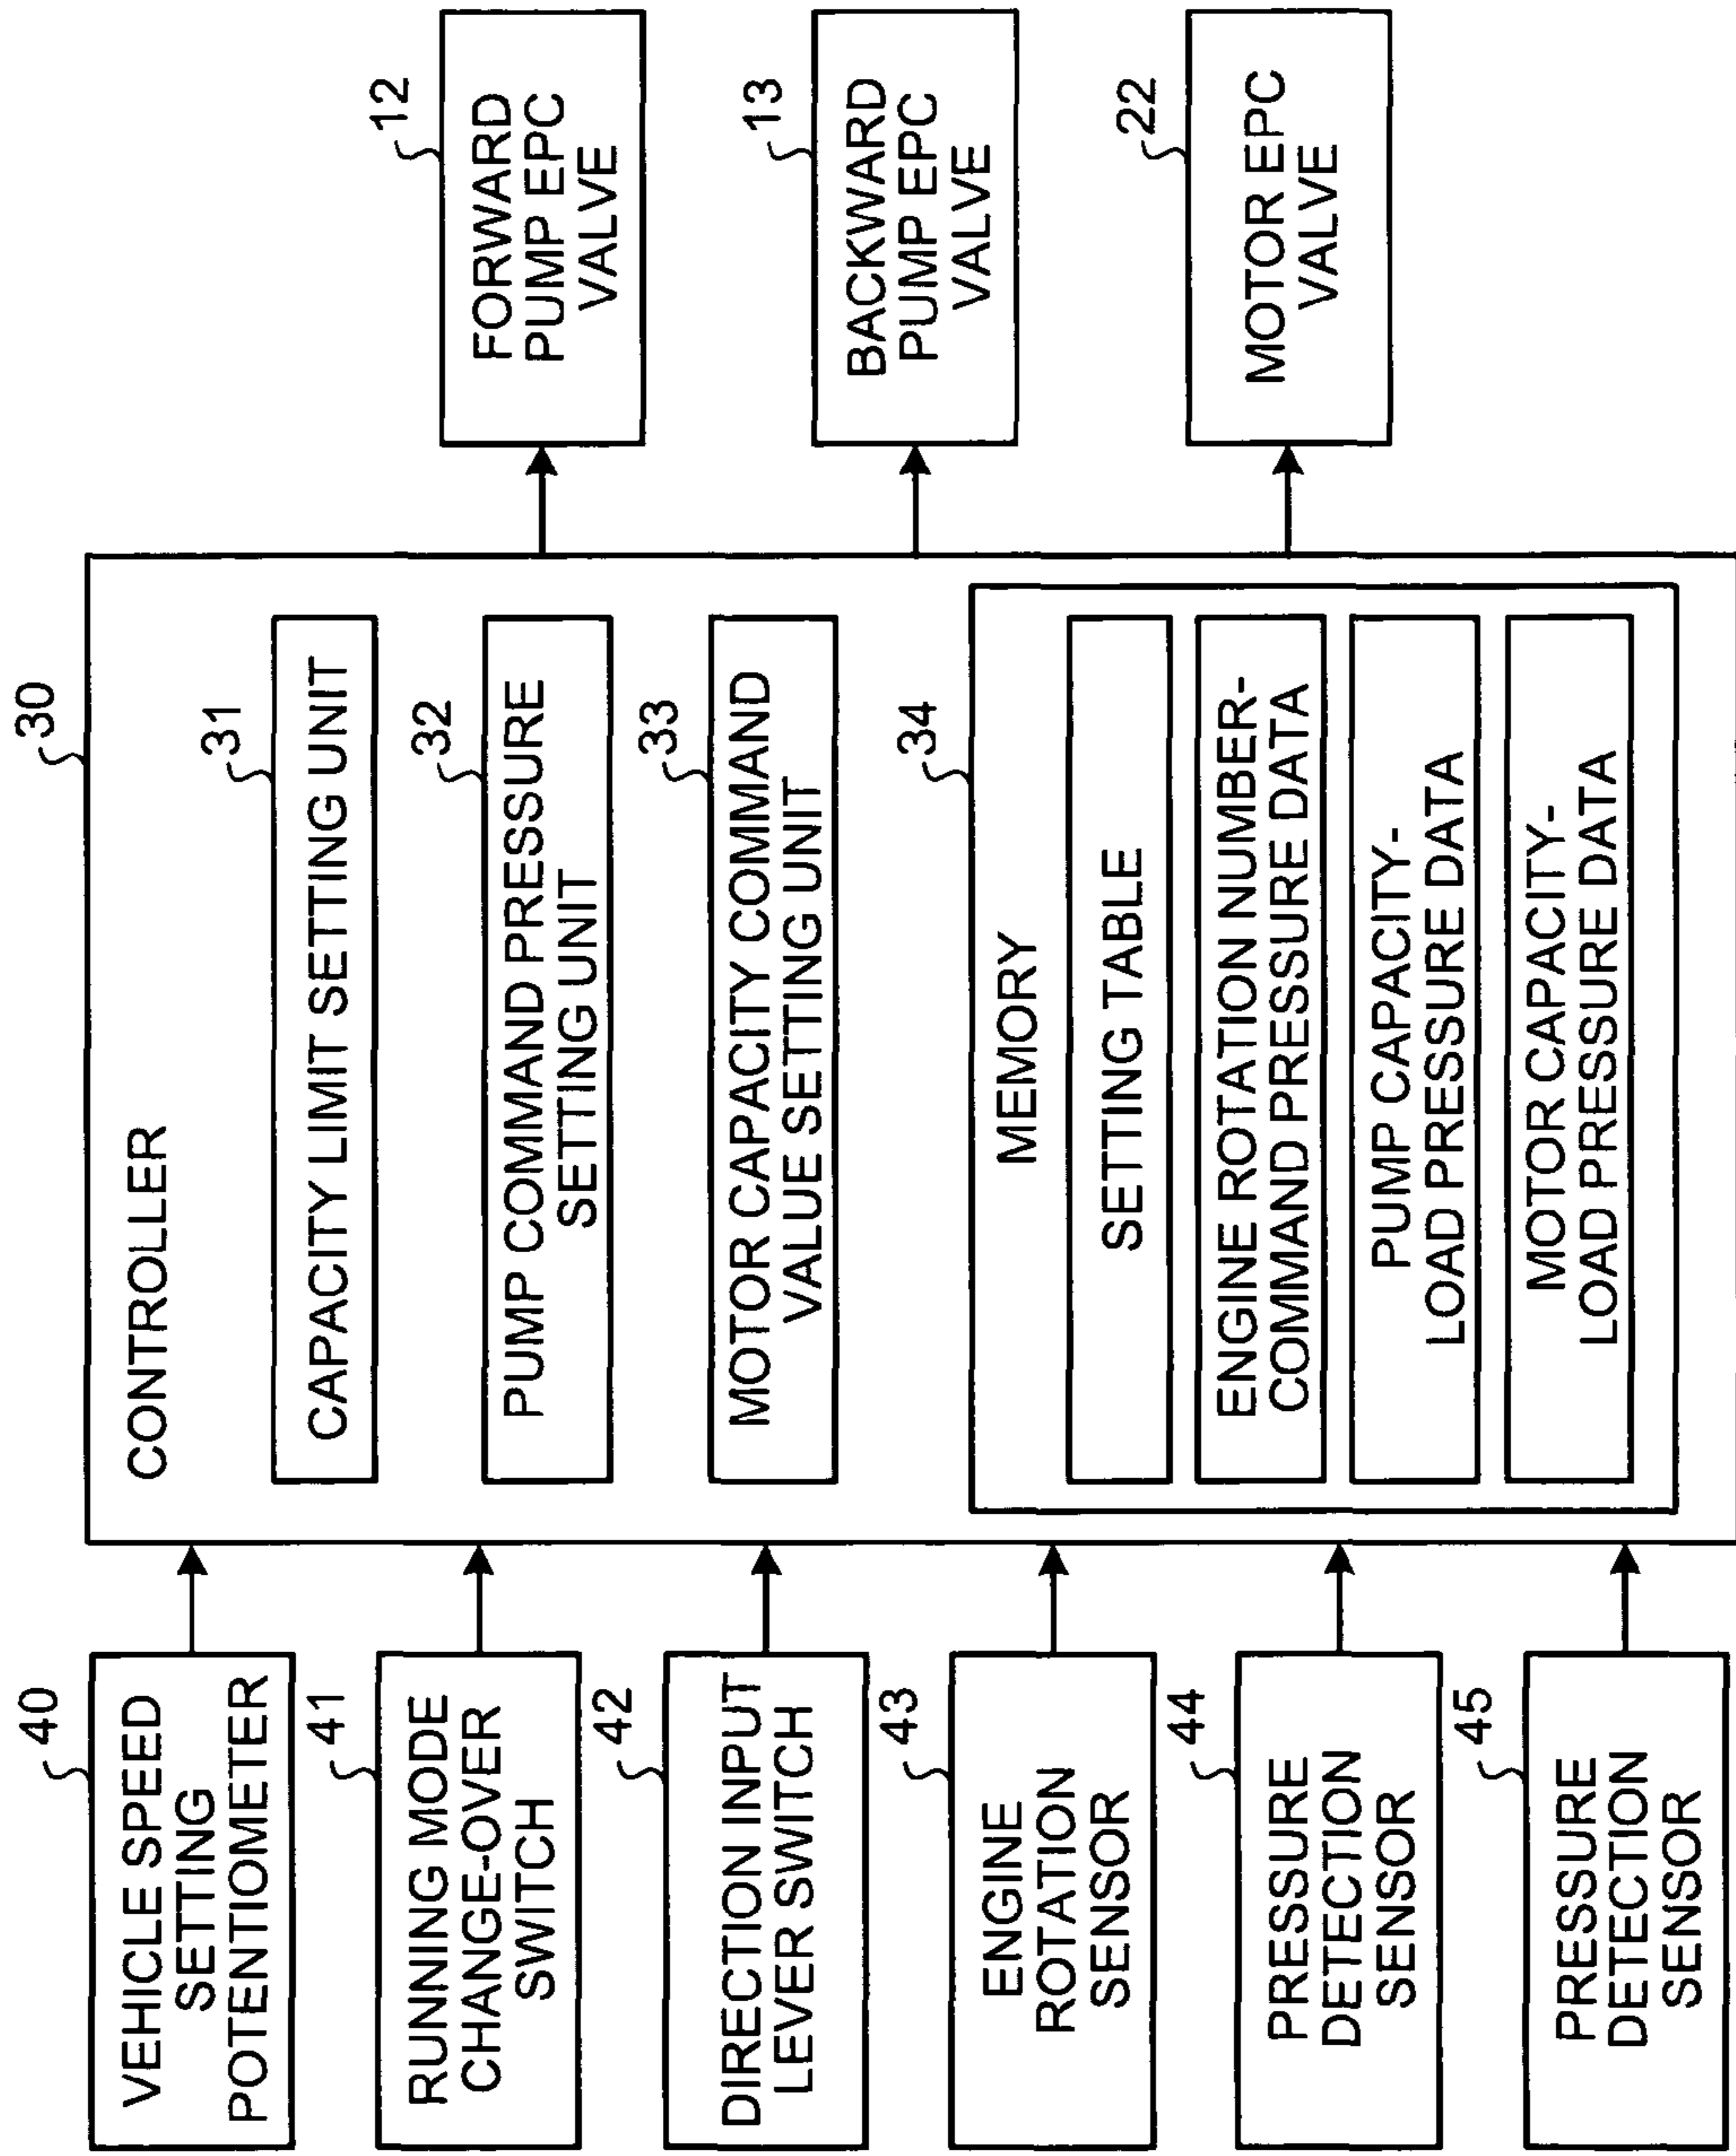 40
VEHICLE SPEED
SETTING
POTENTIOMETER
41
RUNNING MODE
CHANGE-OVER
SWITCH
42
DIRECTION INPUT
LEVER SWITCH
43
ENGINE
ROTATION
SENSOR
44
PRESSURE
DETECTION
SENSOR
45
PRESSURE
DETECTION
SENSOR
30
CONTROLLER
31
CAPACITY LIMIT SETTING UNIT
32
PUMP COMMAND PRESSURE
SETTING UNIT
33
MOTOR CAPACITY COMMAND
VALUE SETTING UNIT
34
MEMORY
SETTING TABLE
ENGINE ROTATION NUMBER-
COMMAND PRESSURE DATA
PUMP CAPACITY-
LOAD PRESSURE DATA
MOTOR CAPACITY-
LOAD PRESSURE DATA
12
FORWARD
PUMP EPC
VALVE
13
BACKWARD
PUMP EPC
VALVE
22
MOTOR EPC
VALVE